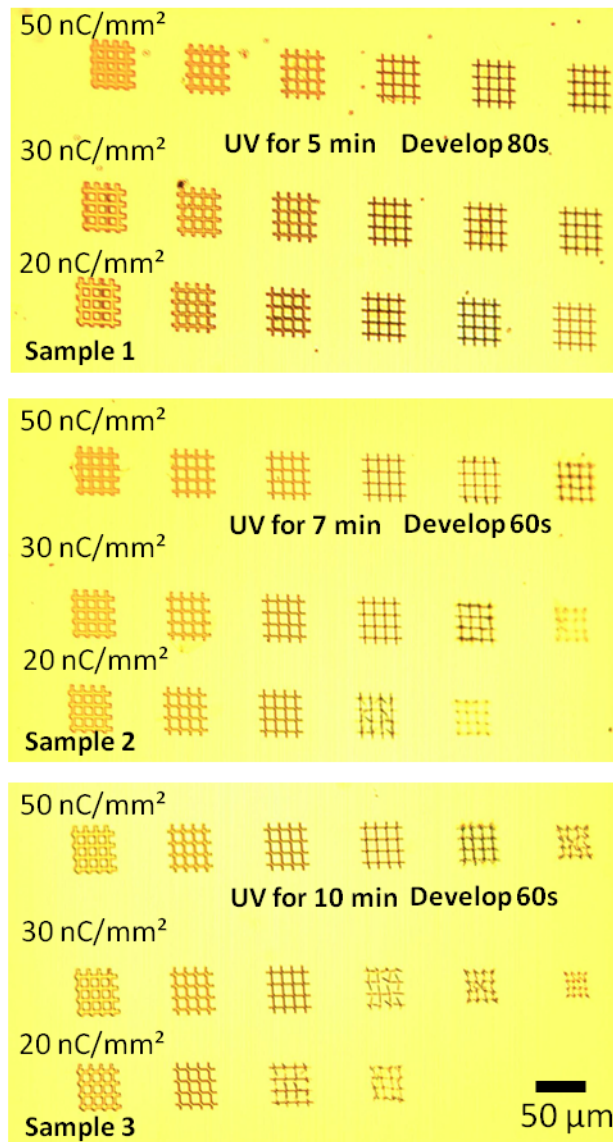 50 nC/mm²
UV for 5 min Develop 80s
30 nC/mm²
20 nC/mm²
Sample 1
50 nC/mm²
UV for 7 min Develop 60s
30 nC/mm²
20 nC/mm²
Sample 2
50 nC/mm²
UV for 10 min Develop 60s
30 nC/mm²
20 nC/mm²
Sample 3
50 µm